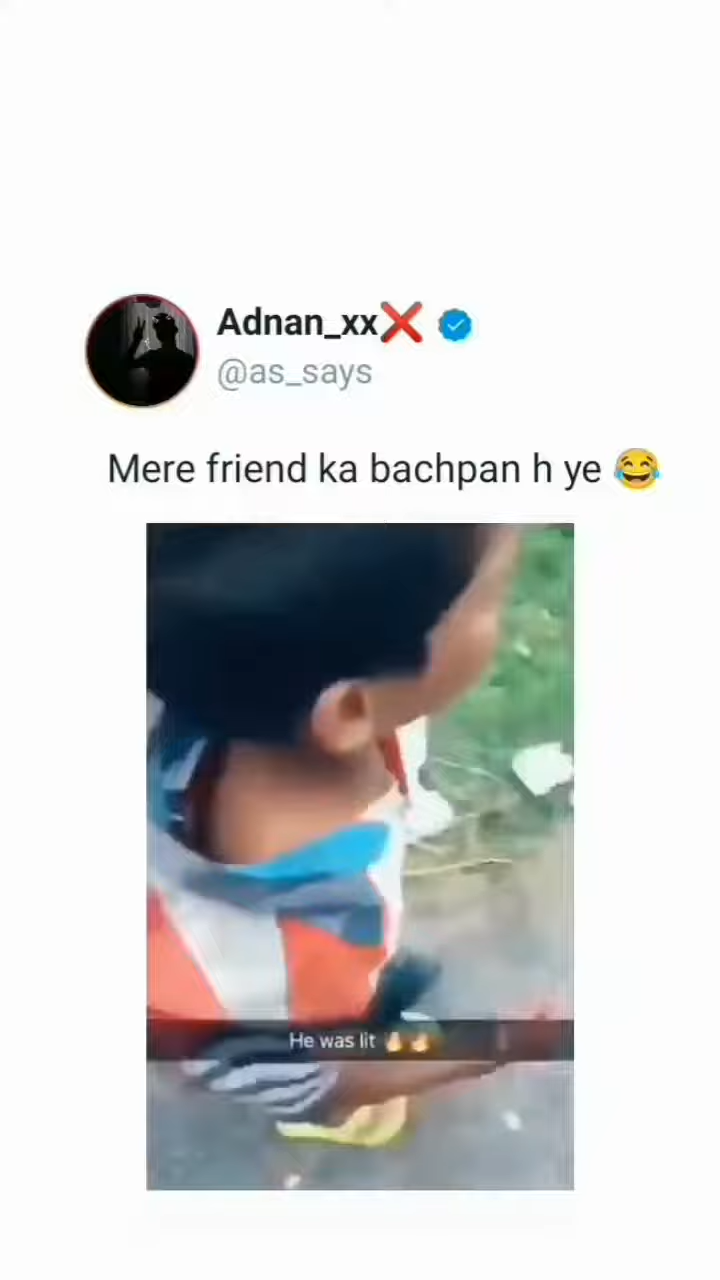 Adnan_xx❌
@as_says
Mere friend ka bachpan h ye 😂
He was lit 🔥🔥